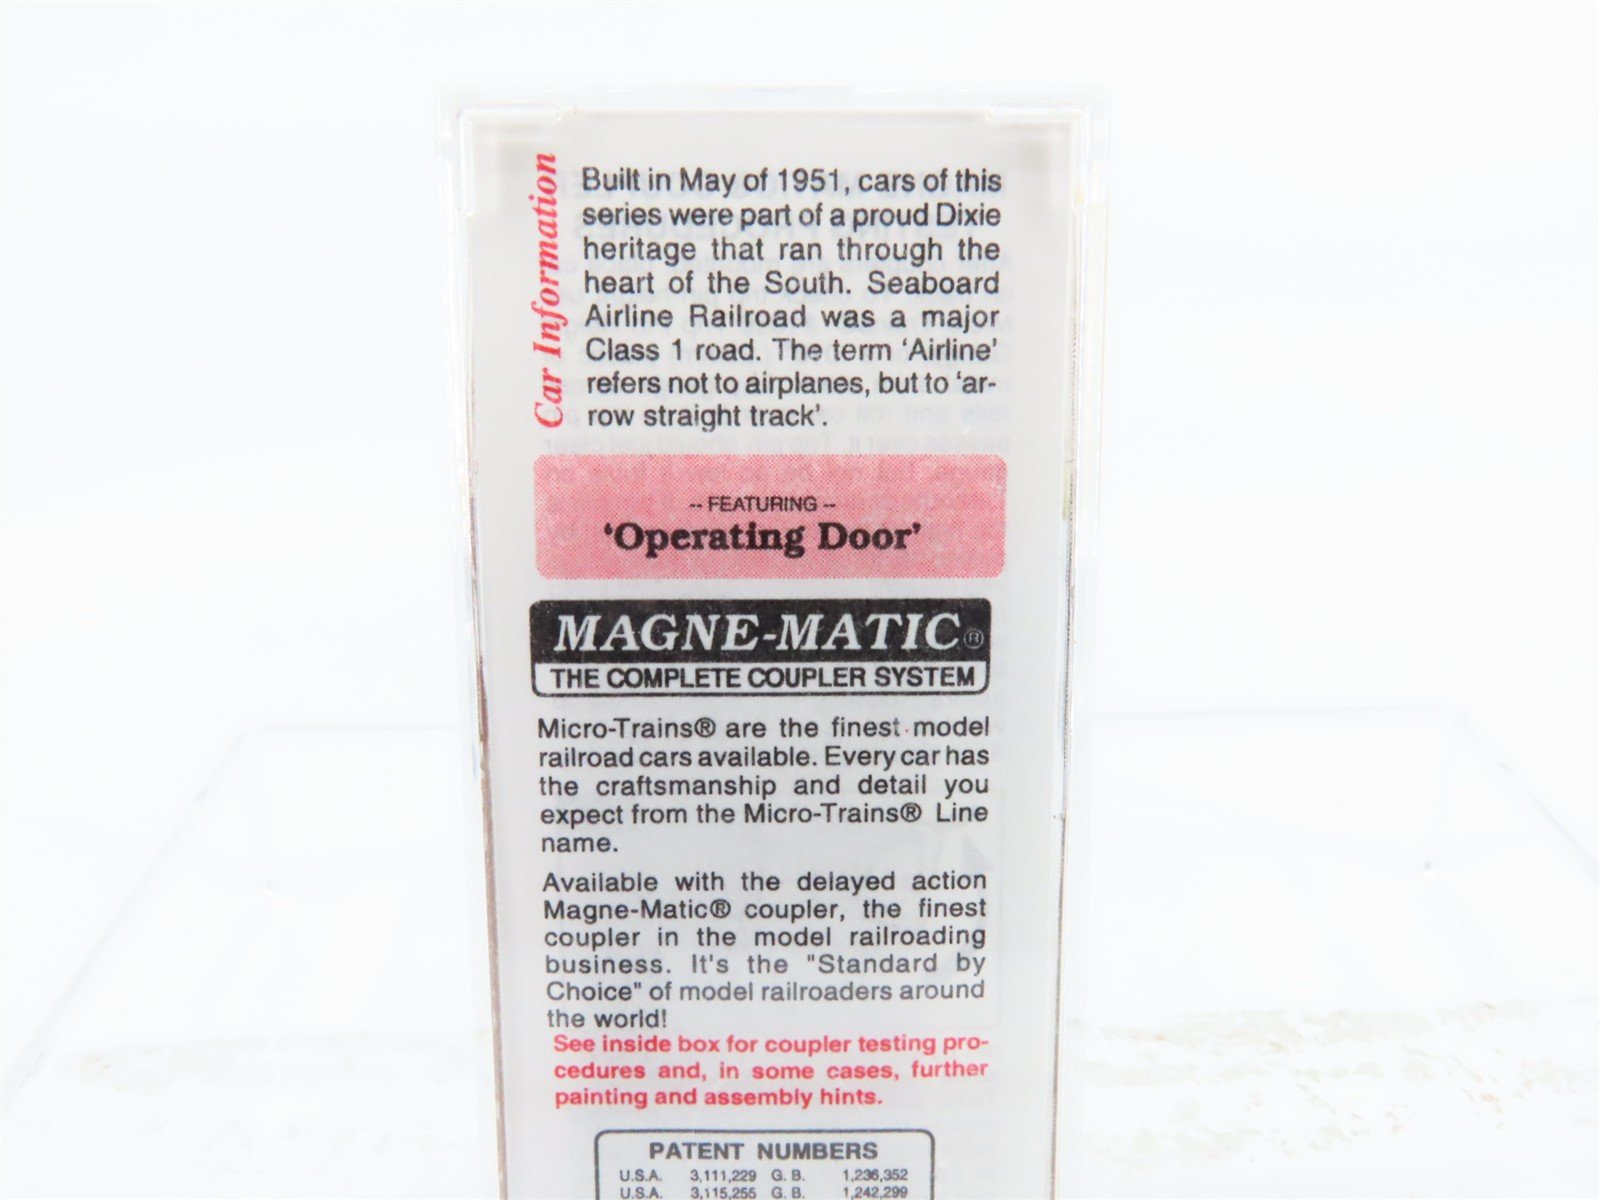 Car Information
Built in May of 1951, cars of this
series were part of a proud Dixie
heritage that ran through the
heart of the South. Seaboard
Airline Railroad was a major
Class 1 road. The term ‘Airline’
refers not to airplanes, but to ‘ar-
row straight track’.
-- FEATURING --
‘Operating Door’
MAGNE-MATIC®
THE COMPLETE COUPLER SYSTEM
Micro-Trains® are the finest model
railroad cars available. Every car has
the craftsmanship and detail you
expect from the Micro-Trains® Line
name.
Available with the delayed action
Magne-Matic® coupler, the finest
coupler in the model railroading
business. It's the "Standard by
Choice" of model railroaders around
the world!
See inside box for coupler testing pro-
cedures and, in some cases, further
painting and assembly hints.
PATENT NUMBERS
U.S.A. 3,111,229 G. B. 1,236,352
U.S.A. 3,115,255 G. B. 1,242,299